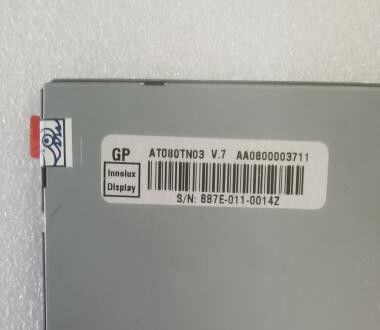 GP AT080TN03 V.7 AA0800003711
Innolux
Display
S/N: 887E-011-0014Z